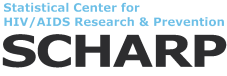 Statistical Center for
HIV/AIDS Research & Prevention
SCHARP